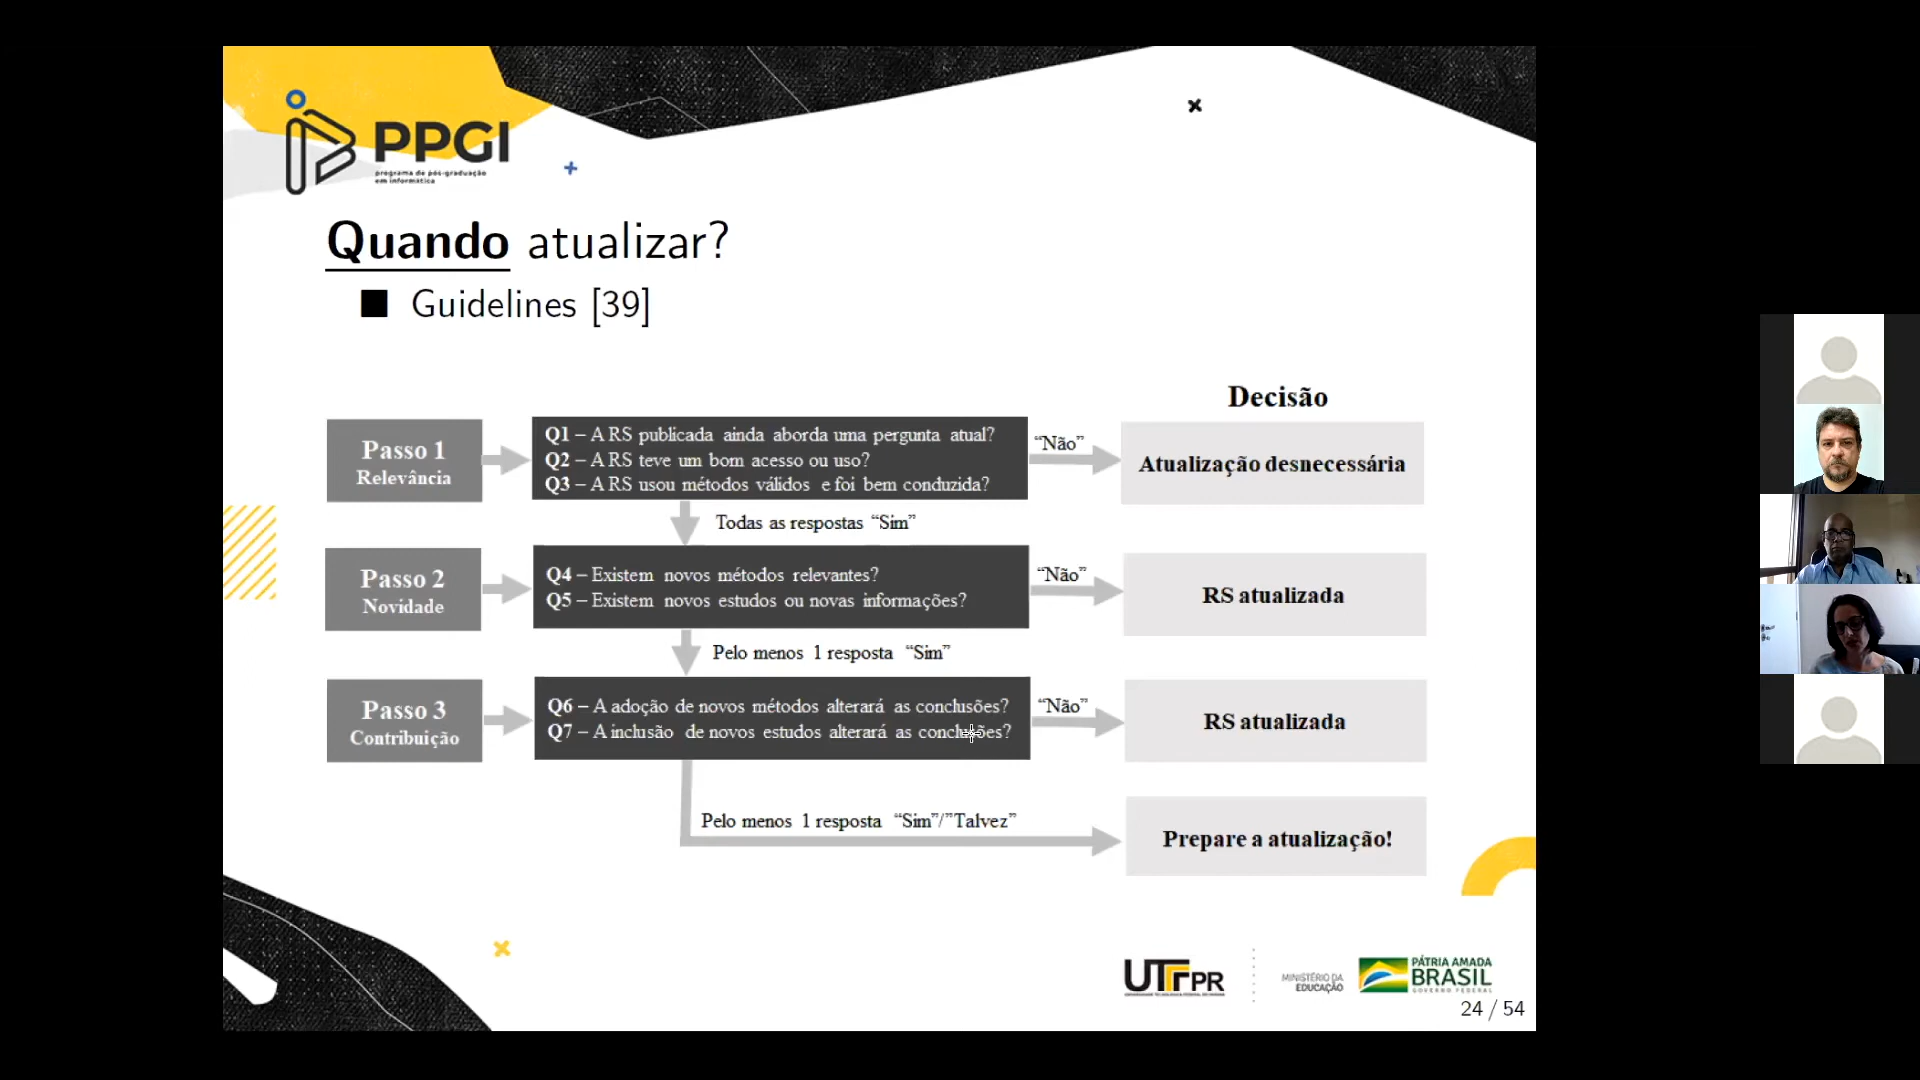 PPGI
programa de pós-graduação
em informática
Quando atualizar?
Guidelines [39]
Decisão
Passo 1
Relevância
Q1 – A RS publicada ainda aborda uma pergunta atual?
Q2 – A RS teve um bom acesso ou uso?
Q3 – A RS usou métodos válidos e foi bem conduzida?
“Não”
Atualização desnecessária
Todas as respostas “Sim”
Passo 2
Novidade
Q4 – Existem novos métodos relevantes?
Q5 – Existem novos estudos ou novas informações?
“Não”
RS atualizada
Pelo menos 1 resposta “Sim”
Passo 3
Contribuição
Q6 – A adoção de novos métodos alterará as conclusões?
Q7 – A inclusão de novos estudos alterará as conclusões?
“Não”
RS atualizada
Pelo menos 1 resposta “Sim”/”Talvez”
Prepare a atualização!
UTFPR
MINISTÉRIO DA
EDUCAÇÃO
PÁTRIA AMADA
BRASIL
GOVERNO FEDERAL
24 / 54